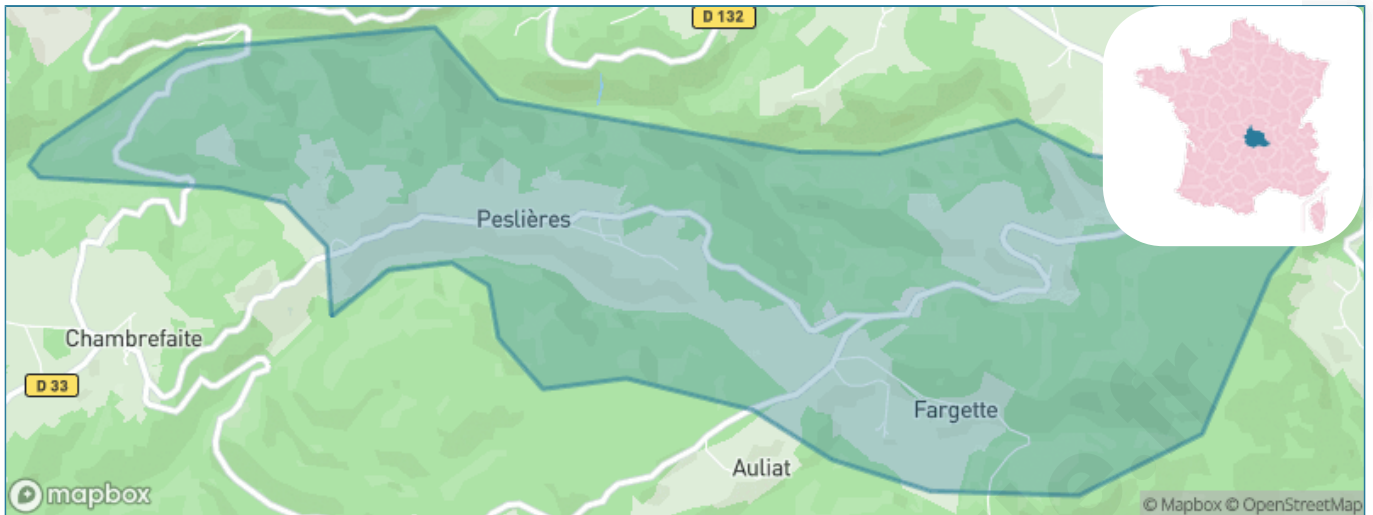 D 132
Peslières
Chambrefaite
D 33
Fargette
Auliat
mapbox
© Mapbox © OpenStreetMap